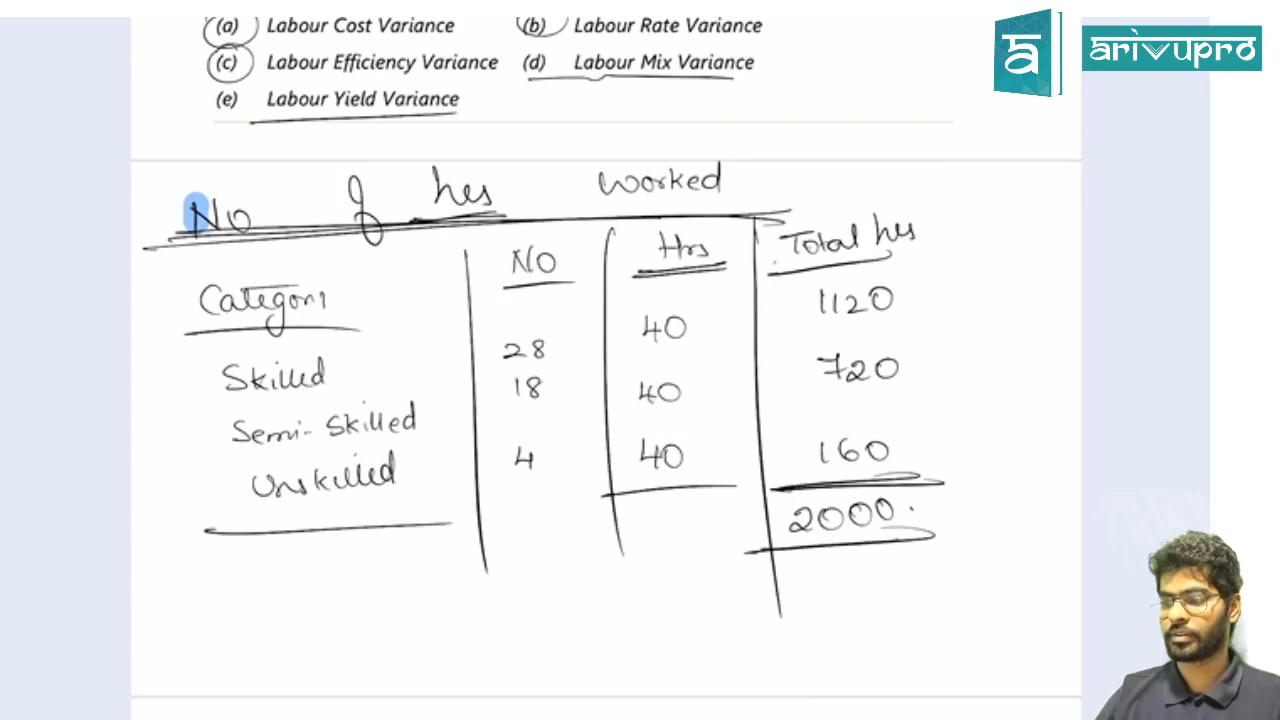 (a) Labour Cost Variance (b) Labour Rate Variance
(c) Labour Efficiency Variance (d) Labour Mix Variance
(e) Labour Yield Variance
a arivupro
No of hrs worked
Category No Hrs Total hrs
Skilled 28 40 1120
Semi-Skilled 18 40 720
Unskilled 4 40 160
2000